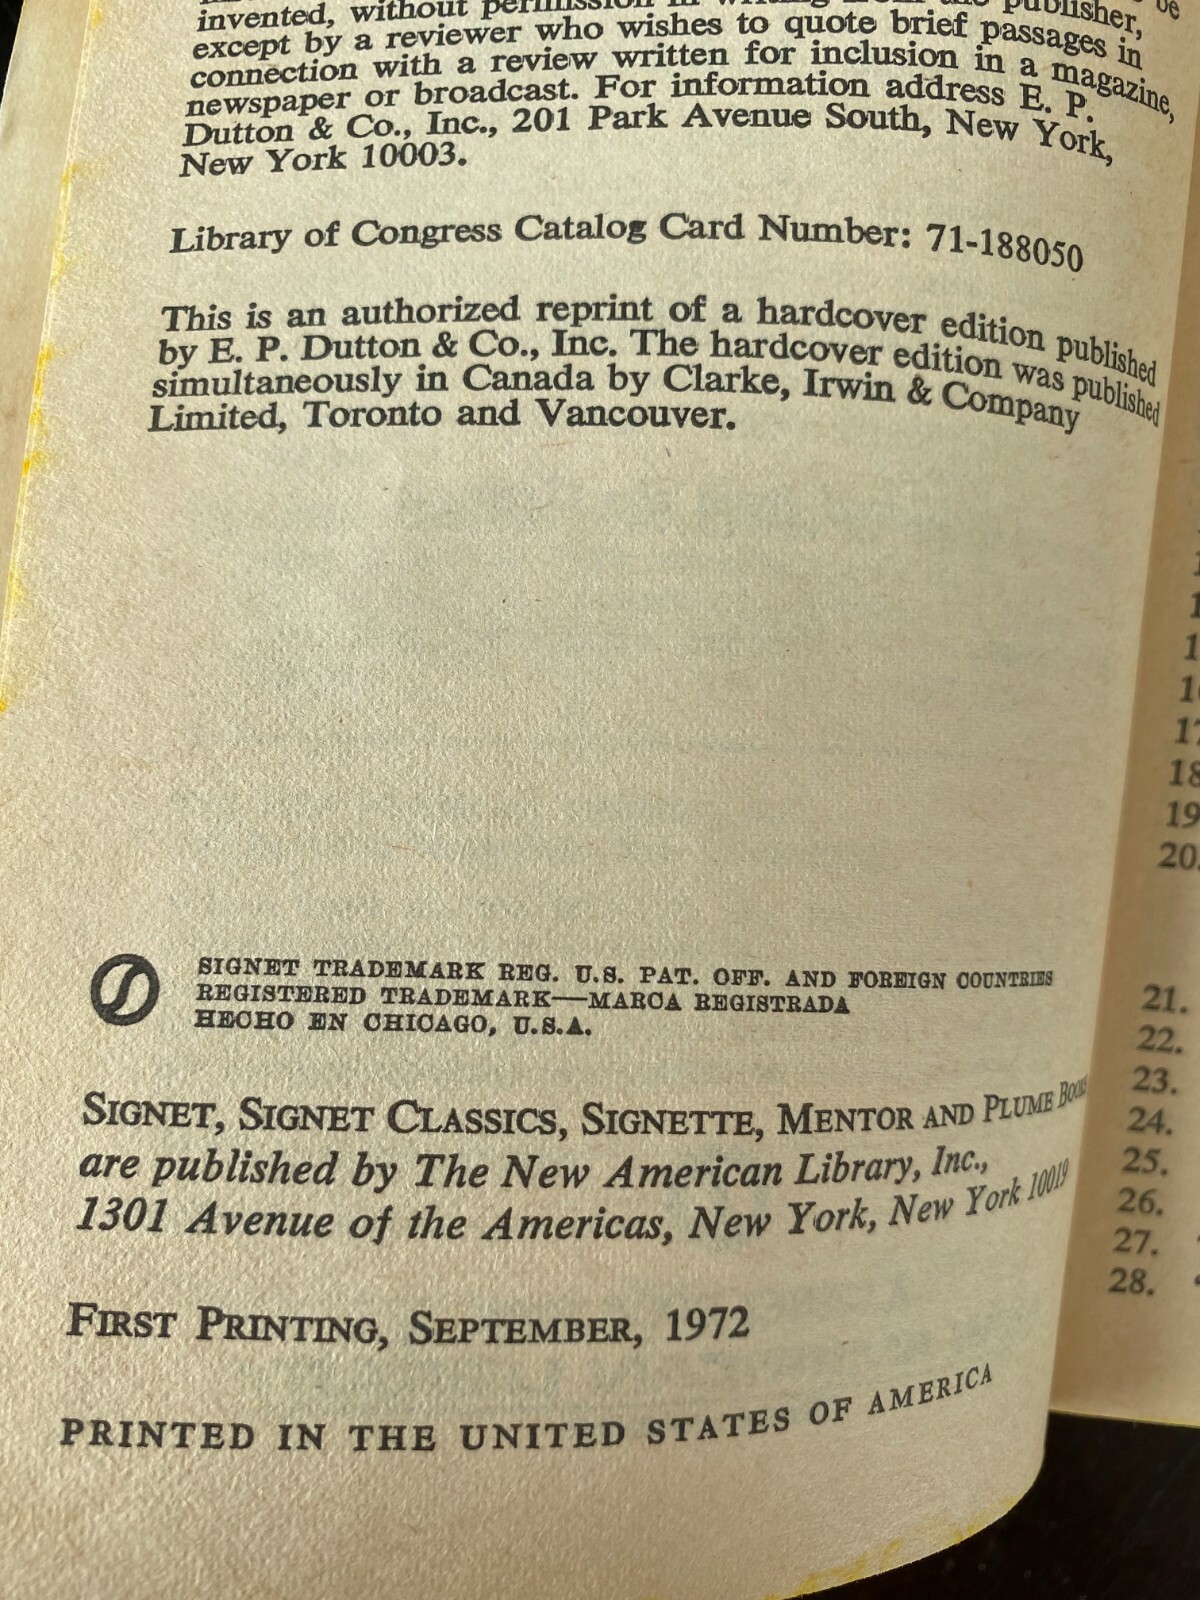 invented, without permission in writing from the publisher,
be
except by a reviewer who wishes to quote brief passages in
connection with a review written for inclusion in a magazine,
newspaper or broadcast. For information address E. P.
Dutton & Co., Inc., 201 Park Avenue South, New York,
New York 10003.
Library of Congress Catalog Card Number: 71-188050
This is an authorized reprint of a hardcover edition published
by E. P. Dutton & Co., Inc. The hardcover edition was published
simultaneously in Canada by Clarke, Irwin & Company
Limited, Toronto and Vancouver.
SIGNET TRADEMARK REG. U.S. PAT. OFF. AND FOREIGN COUNTRIES
REGISTERED TRADEMARK—MARCA REGISTRADA
HECHO EN CHICAGO, U.S.A.
SIGNET, SIGNET CLASSICS, SIGNETTE, MENTOR AND PLUME BOOKS
are published by The New American Library, Inc.,
1301 Avenue of the Americas, New York, New York 10019
FIRST PRINTING, SEPTEMBER, 1972
PRINTED IN THE UNITED STATES OF AMERICA
17
18
19
20.
21.
22.
23.
24.
25.
26.
27.
28.